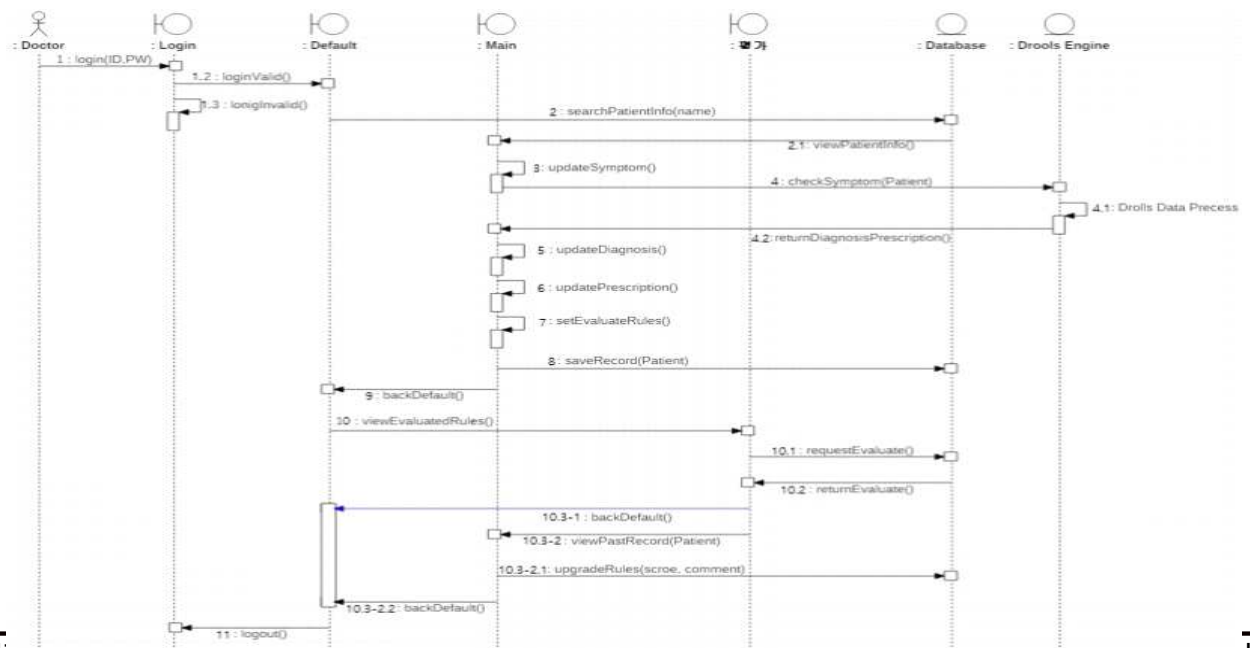 : Doctor
: Login
: Default
: Main
: Database
: Drools Engine
1 : login(ID,PW)
1.2 : loginValid()
1.3 : lonigInvalid()
2 : searchPatientInfo(name)
2.1: viewPatientInfo()
3: updateSymptom()
4: checkSymptom(Patient)
4.1: Drolls Data Precess
4.2: returnDiagnosisPrescription()
5 : updateDiagnosis()
6 : updatePrescription()
7 : setEvaluateRules()
8: saveRecord(Patient)
9: backDefault()
10 : viewEvaluatedRules()
10.1 : requestEvaluate()
10.2 : returnEvaluate()
10.3-1 : backDefault()
10.3-2: viewPastRecord(Patient)
10.3-2.1: upgradeRules(scroe, comment)
10.3-2.2: backDefault()
11 : logout()